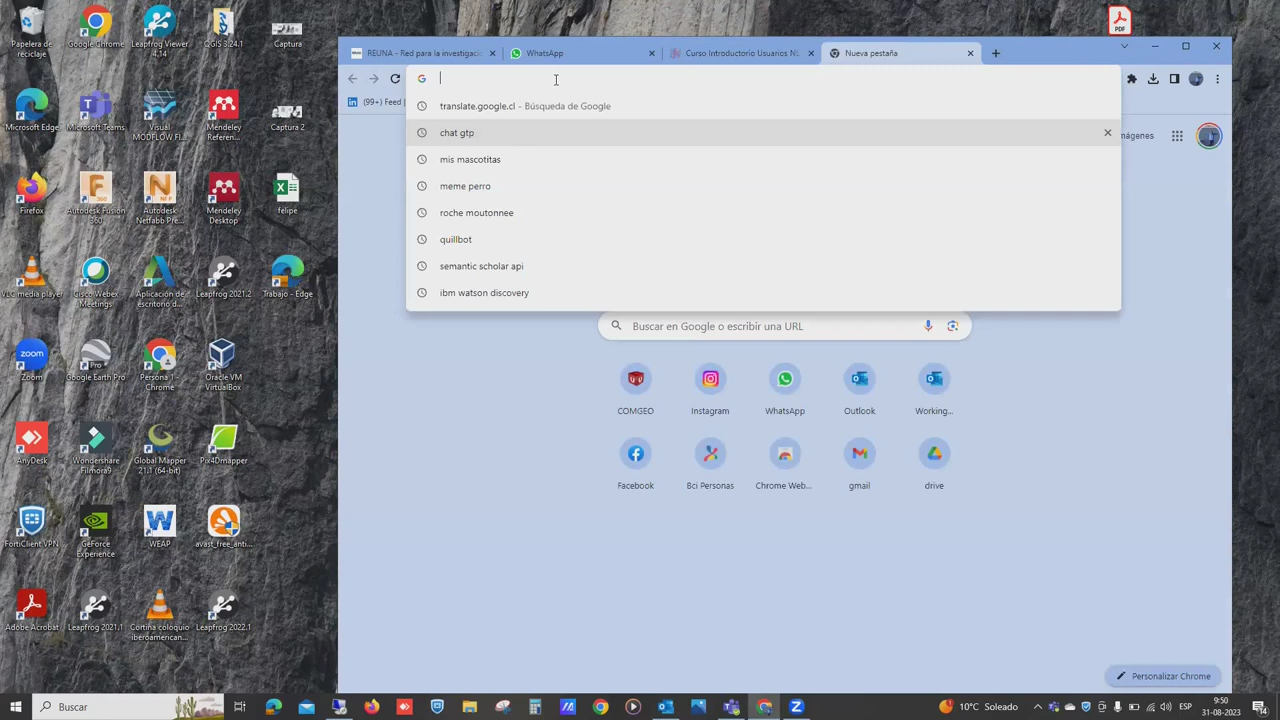 Papelera de
reciclaje
Google Chrome
Leapfrog Viewer
4.14
QGIS 3.24.1
Captura
Microsoft Edge
Microsoft Teams
Visual
MODFLOW Fl...
Mendeley
Referen...
Captura 2
Firefox
Autodesk Fusion
360
Autodesk
Netfabb Pre...
Mendeley
Desktop
felipe
VLC media player
Cisco Webex
Meetings
Aplicación de
escritorio d...
Leapfrog 2021.2
Trabajo - Edge
Zoom
Google Earth Pro
Persona 1 -
Chrome
Oracle VM
VirtualBox
AnyDesk
Wondershare
Filmora9
Global Mapper
21.1 (64-bit)
Pix4Dmapper
FortiClient VPN
GeForce
Experience
WEAP
avast_free_anti...
Adobe Acrobat
Leapfrog 2021.1
Cortina coloquio
iberoamerican...
Leapfrog 2022.1
PDF
REUNA - Red para la investigaci
WhatsApp
Curso Introductorio Usuarios NL
Nueva pestaña
(99+) Feed |
translate.google.cl - Búsqueda de Google
chat gtp
mis mascotitas
meme perro
roche moutonnee
quillbot
semantic scholar api
ibm watson discovery
mágenes
Buscar en Google o escribir una URL
COMGEO
Instagram
WhatsApp
Outlook
Working...
Facebook
Bci Personas
Chrome Web...
gmail
drive
Personalizar Chrome
Buscar
10°C Soleado
ESP
9:50
31-08-2023